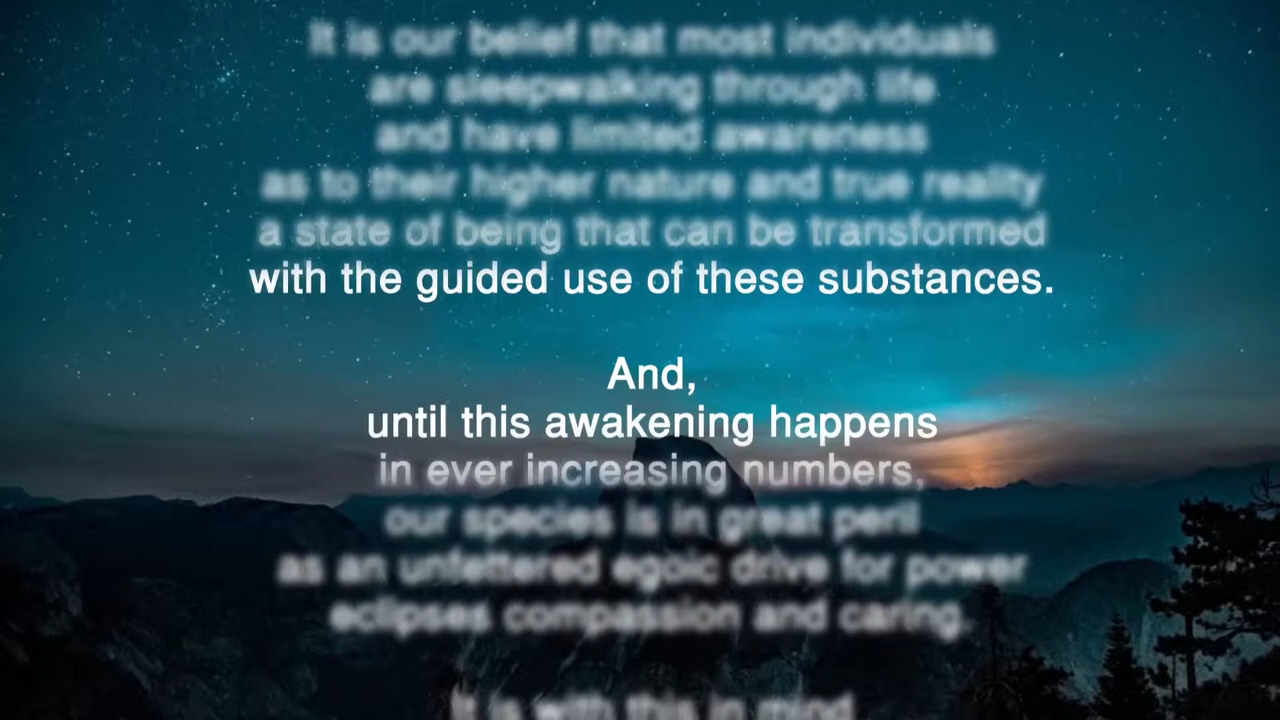 It is our belief that most individuals
are sleepwalking through life
and have limited awareness
as to their higher nature and true reality
a state of being that can be transformed
with the guided use of these substances.
And,
until this awakening happens
in ever increasing numbers,
our species is in great peril
as an unfettered egoic drive for power
eclipses compassion and caring.
It is with this in mind